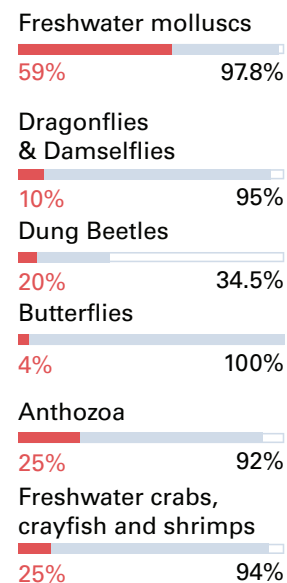 Freshwater molluscs
59% 97.8%
Dragonflies
& Damselflies
10% 95%
Dung Beetles
20% 34.5%
Butterflies
4% 100%
Anthozoa
25% 92%
Freshwater crabs,
crayfish and shrimps
25% 94%